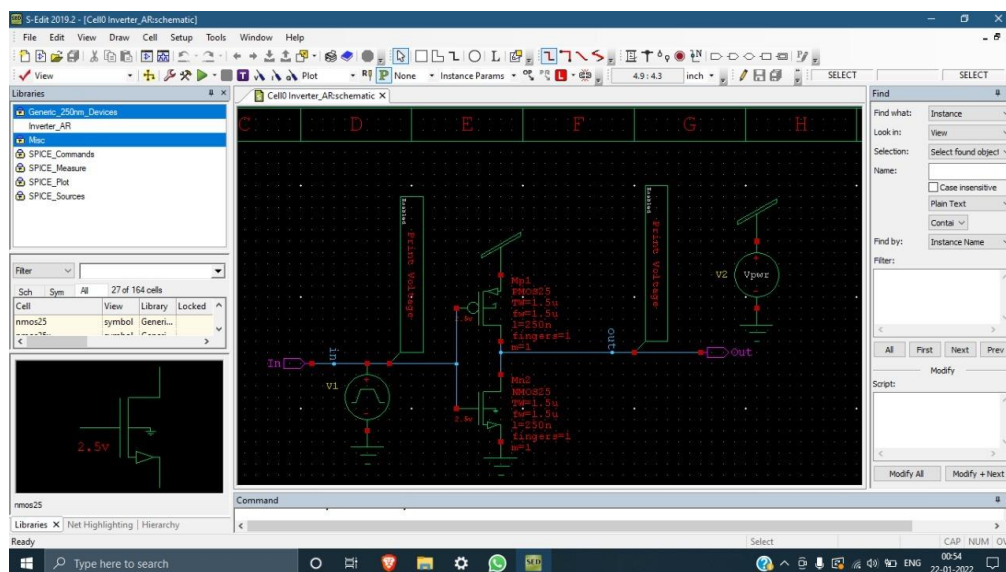 S-Edit 2019.2 - [Cell0 Inverter_AR:schematic]
File Edit View Draw Cell Setup Tools Window Help
View
Plot
None
Instance Params
4.9 : 4.3
inch
SELECT
SELECT
Libraries
Generic_250nm_Devices
Inverter_AR
Misc
SPICE_Commands
SPICE_Measure
SPICE_Plot
SPICE_Sources
Filter
Sch Sym All 27 of 164 cells
Cell View Library Locked
nmos25 symbol Generi...
2.5v
nmos25
Libraries X Net Highlighting Hierarchy
Cell0 Inverter_AR:schematic
C D E F G H
Enabled
Print Voltage
Enabled
Print Voltage
In
in
V1
2.5v
Mp1
PMOS25
TW=1.5u
fw=1.5u
l=250n
fingers=1
m=1
Mn2
NMOS25
TW=1.5u
fw=1.5u
l=250n
fingers=1
m=1
out
Out
V2
Vpwr
Command
Find
Find what: Instance
Look in: View
Selection: Select found object
Name:
Case insensitive
Plain Text
Contai
Find by: Instance Name
Filter:
All First Next Prev
Modify
Script:
Modify All Modify + Next
Ready
Select
CAP NUM
Type here to search
SED
ENG
00:54
22-01-2022